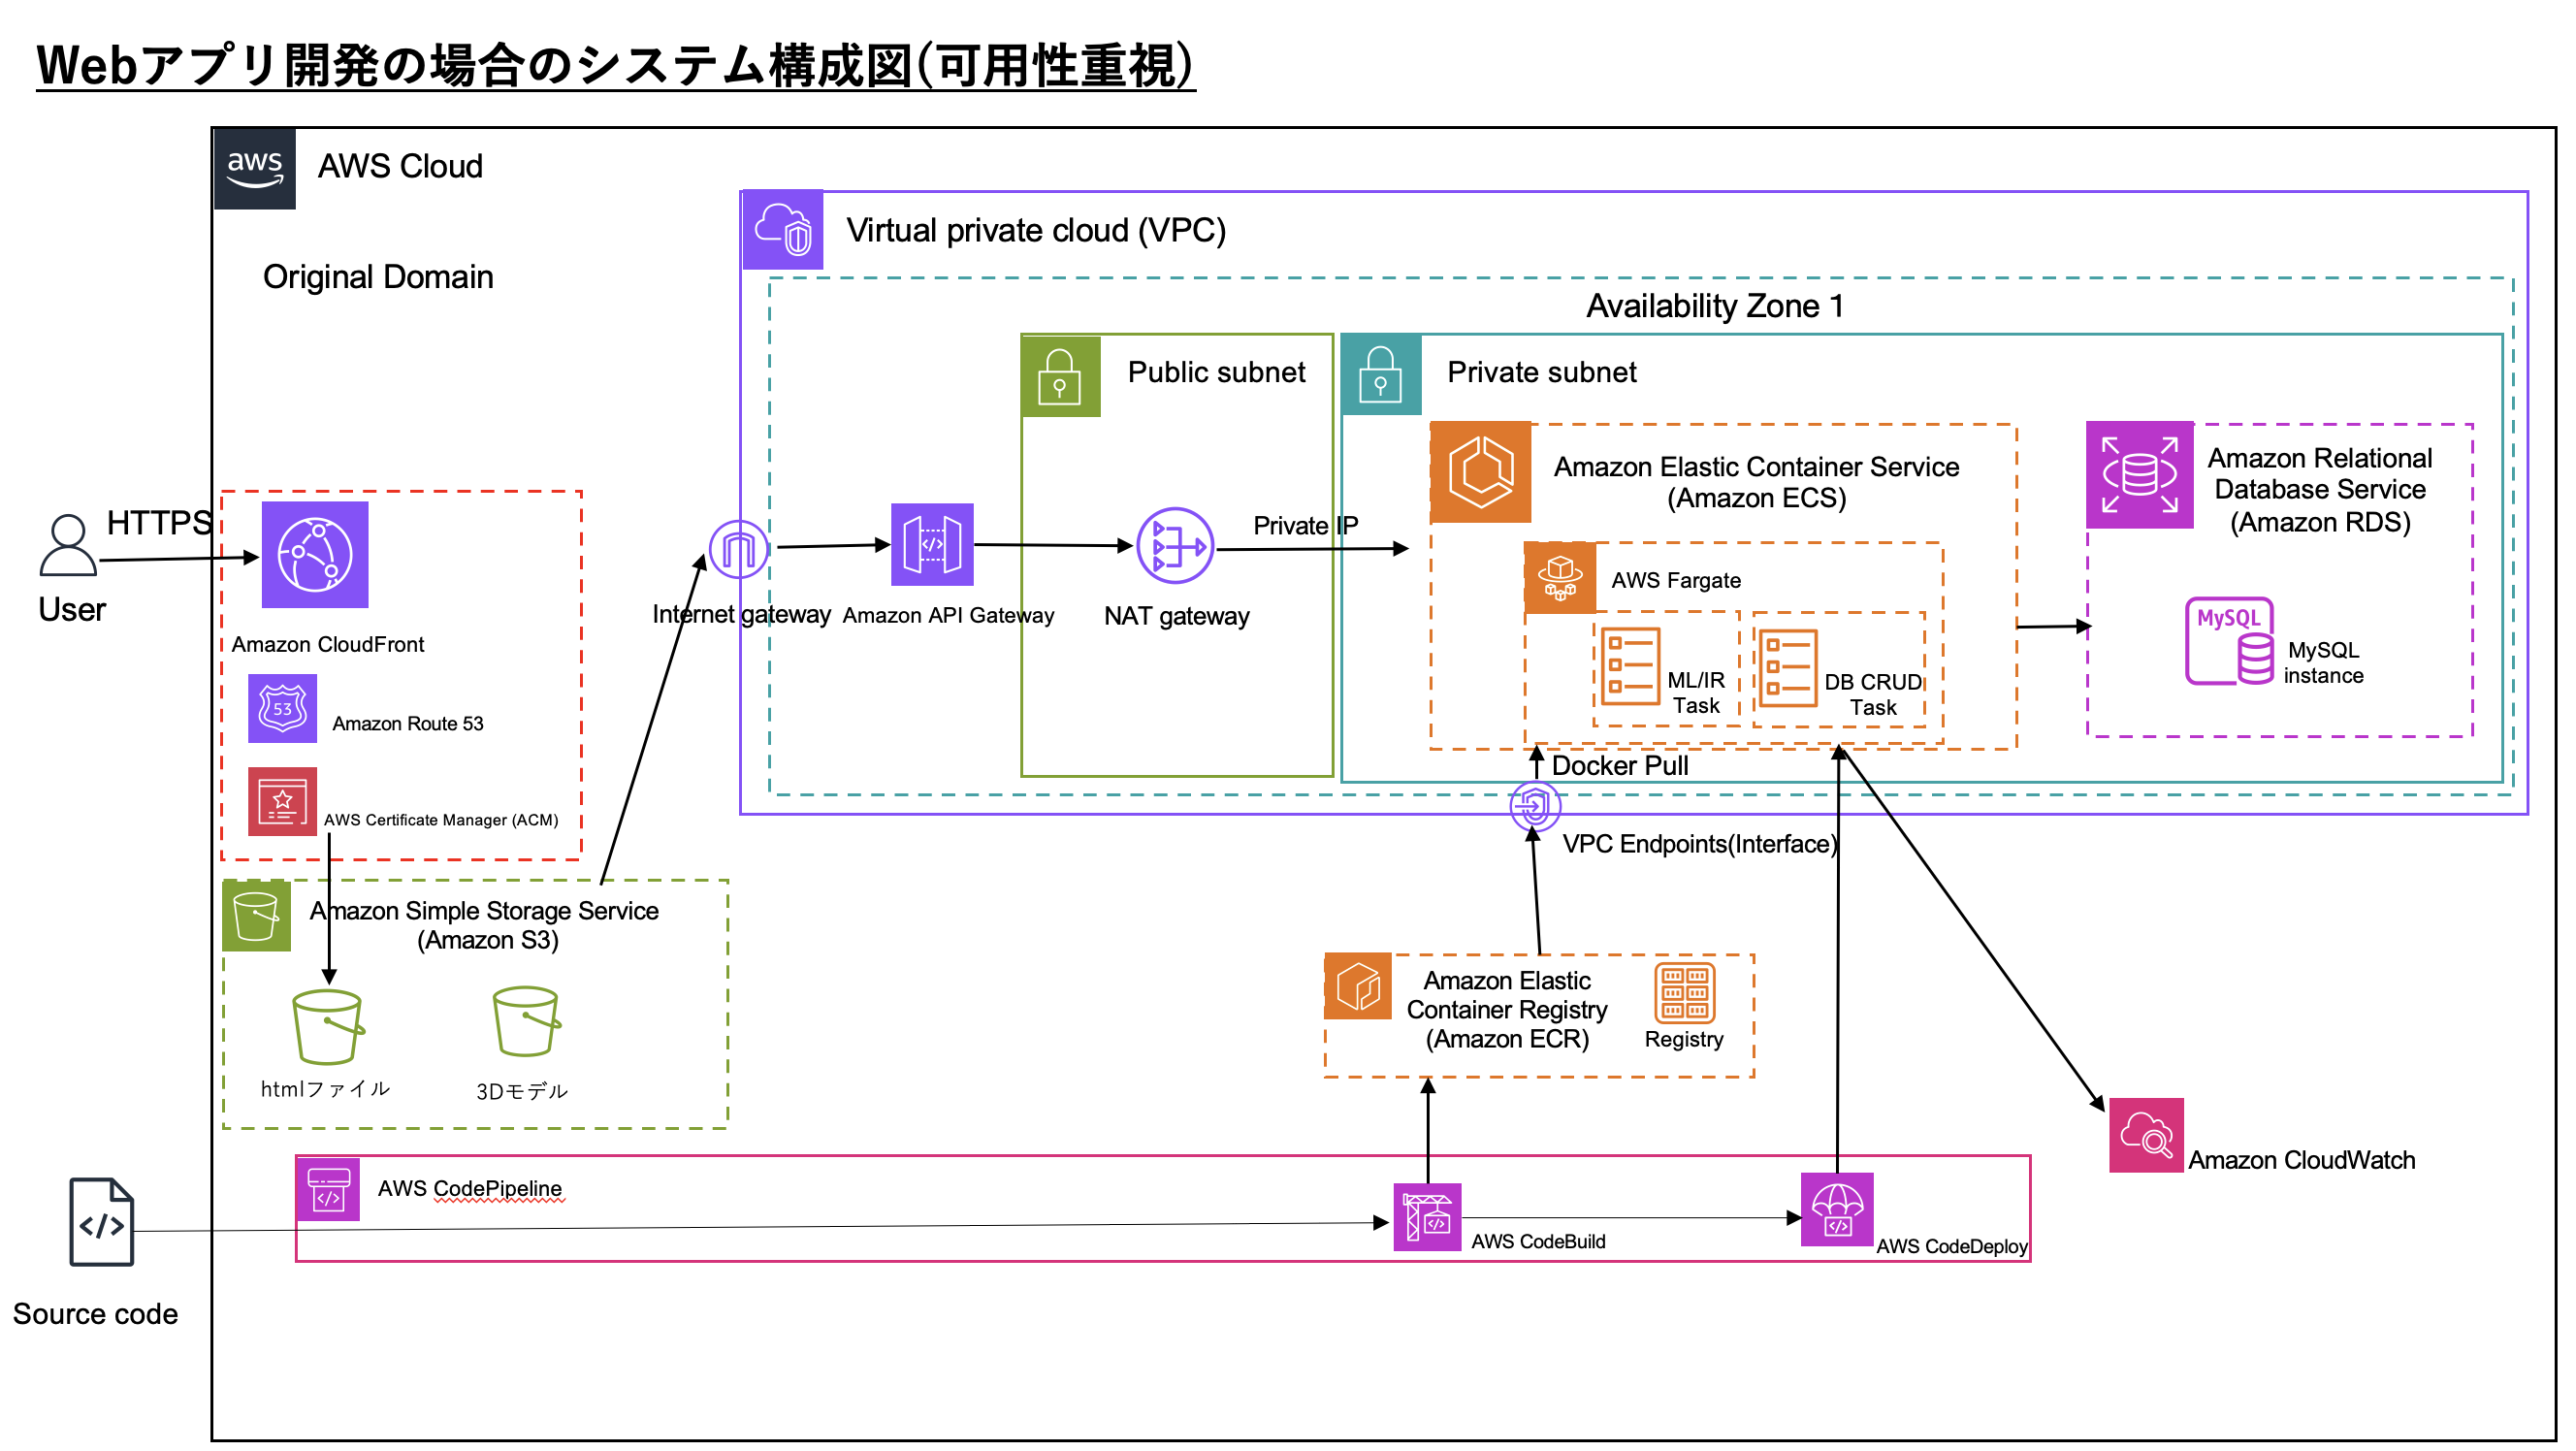 Webアプリ開発の場合のシステム構成図(可用性重視)
aws
AWS Cloud
Virtual private cloud (VPC)
Original Domain
Availability Zone 1
Public subnet
Private subnet
Amazon Elastic Container Service
(Amazon ECS)
Amazon Relational
Database Service
(Amazon RDS)
HTTPS
User
Amazon CloudFront
53
Amazon Route 53
AWS Certificate Manager (ACM)
Internet gateway
Amazon API Gateway
NAT gateway
Private IP
AWS Fargate
ML/IR
Task
DB CRUD
Task
MySQL
MySQL
instance
Docker Pull
VPC Endpoints(Interface)
Amazon Simple Storage Service
(Amazon S3)
htmlファイル
3Dモデル
Amazon Elastic
Container Registry
(Amazon ECR)
Registry
Amazon CloudWatch
AWS CodePipeline
AWS CodeBuild
AWS CodeDeploy
Source code